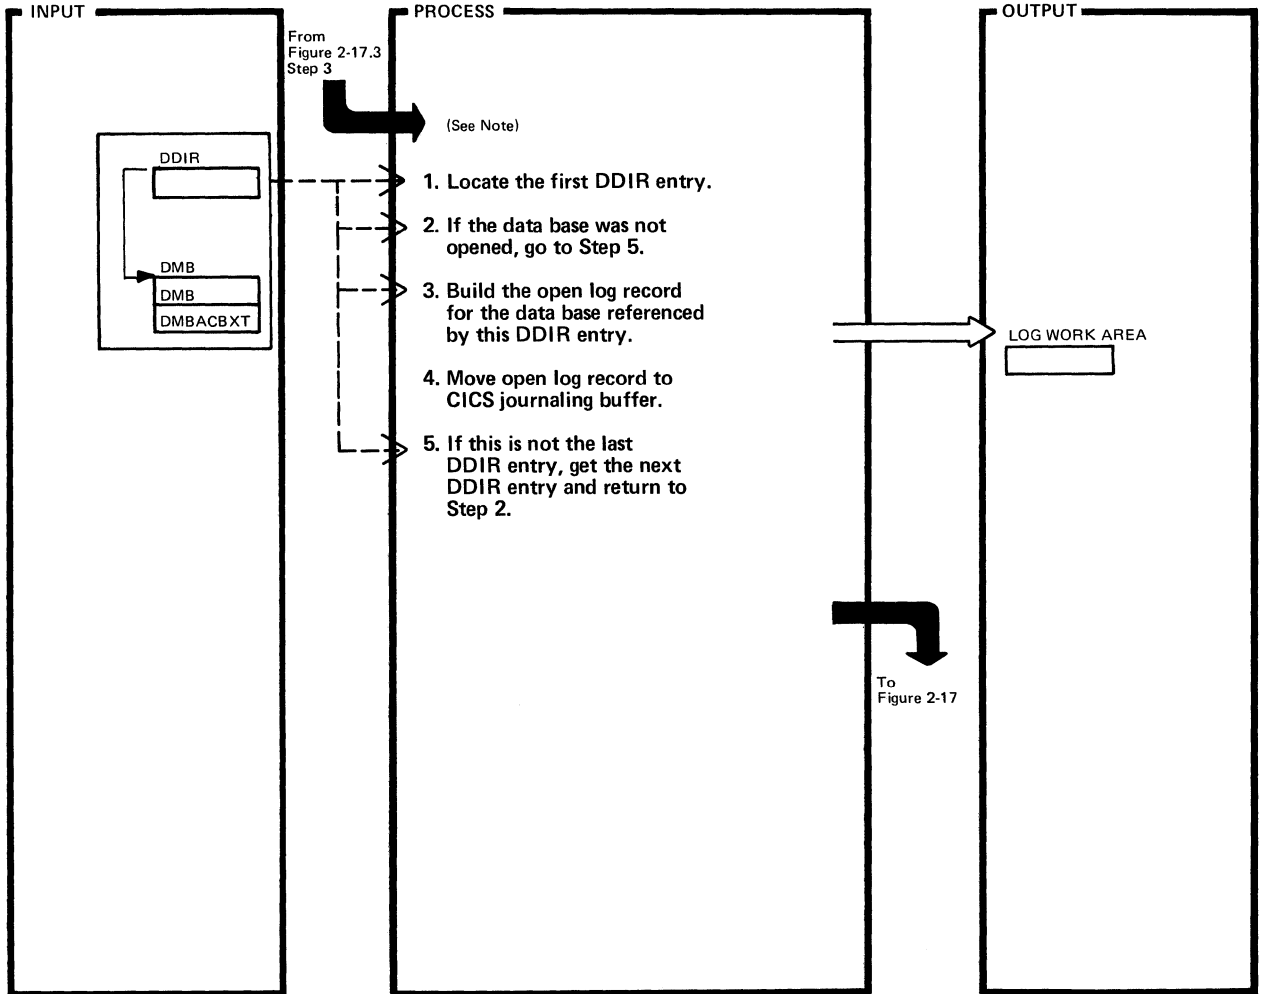 INPUT
PROCESS
OUTPUT
From
Figure 2-17.3
Step 3
(See Note)
DDIR
DMB
DMB
DMBACBXT
1. Locate the first DDIR entry.
2. If the data base was not
opened, go to Step 5.
3. Build the open log record
for the data base referenced
by this DDIR entry.
4. Move open log record to
CICS journaling buffer.
5. If this is not the last
DDIR entry, get the next
DDIR entry and return to
Step 2.
LOG WORK AREA
To
Figure 2-17